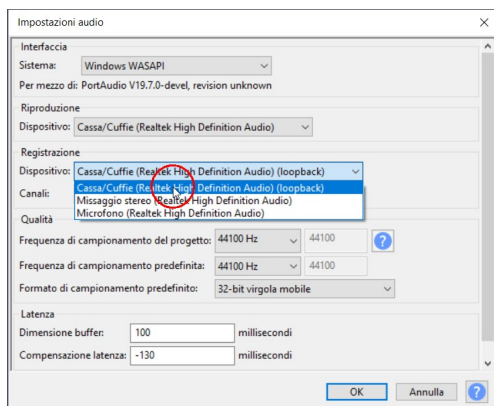 Impostazioni audio
Interfaccia
Sistema: Windows WASAPI
Per mezzo di: PortAudio V19.7.0-devel, revision unknown
Riproduzione
Dispositivo: Cassa/Cuffie (Realtek High Definition Audio)
Registrazione
Dispositivo: Cassa/Cuffie (Realtek High Definition Audio) (loopback)
Cassa/Cuffie (Realtek High Definition Audio) (loopback)
Canali: Missaggio stereo (Realtek High Definition Audio)
Microfono (Realtek High Definition Audio)
Qualità
Frequenza di campionamento del progetto: 44100 Hz 44100 ?
Frequenza di campionamento predefinita: 44100 Hz 44100
Formato di campionamento predefinito: 32-bit virgola mobile
Latenza
Dimensione buffer: 100 millisecondi
Compensazione latenza: -130 millisecondi
OK Annulla ?